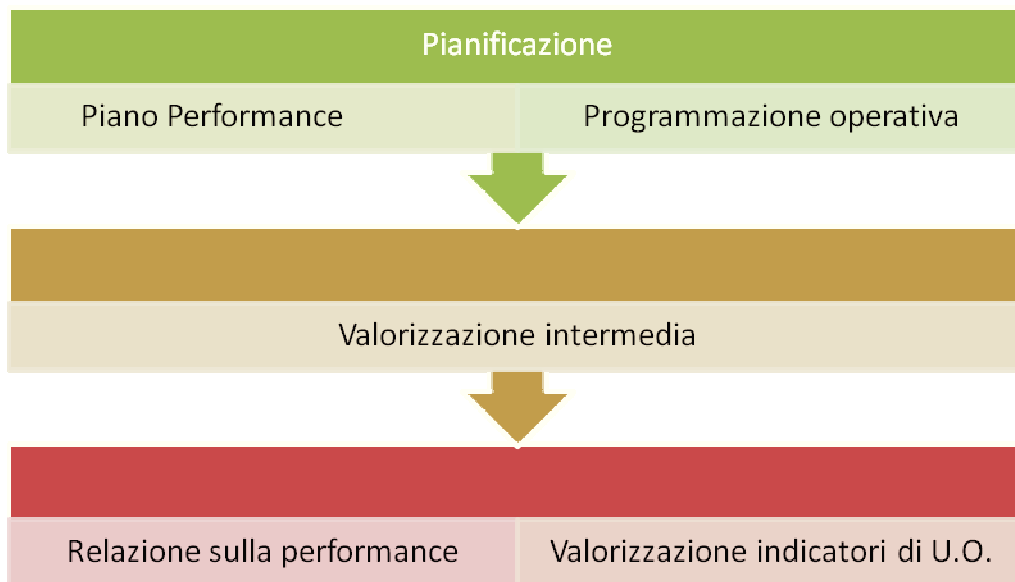 Pianificazione
Piano Performance
Programmazione operativa
Valorizzazione intermedia
Relazione sulla performance
Valorizzazione indicatori di U.O.